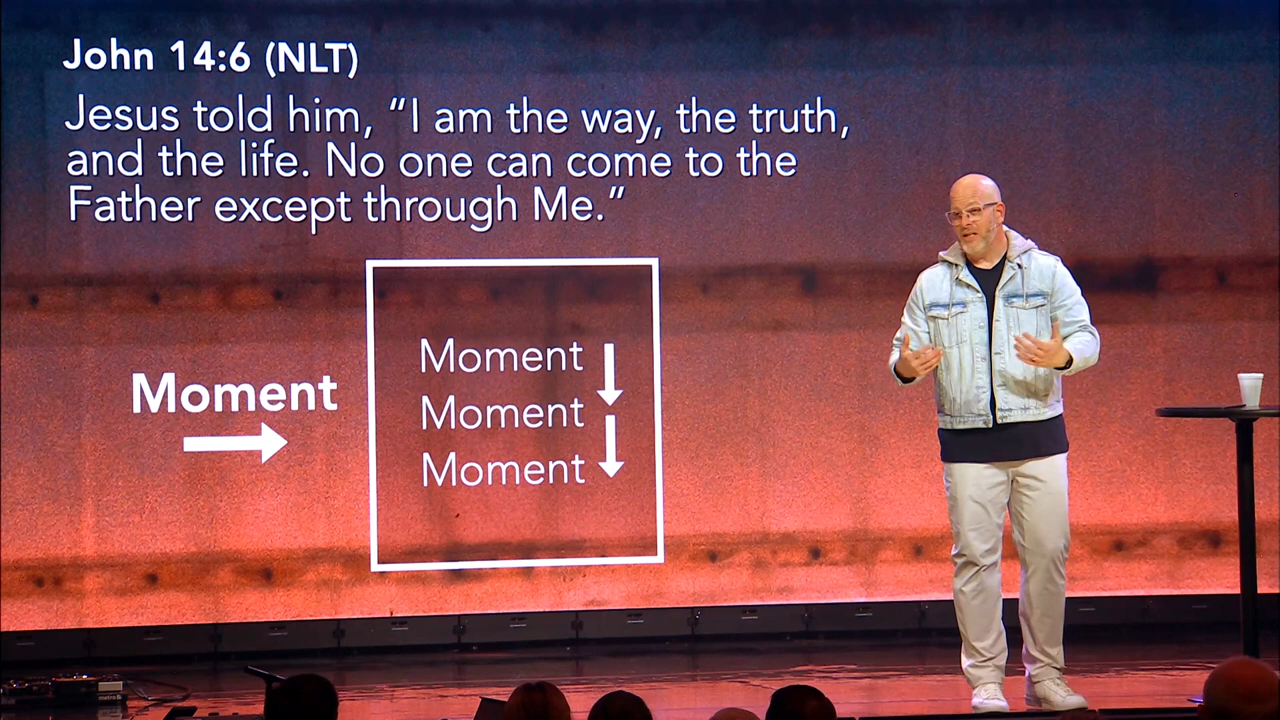 John 14:6 (NLT)
Jesus told him, “I am the way, the truth,
and the life. No one can come to the
Father except through Me.”
Moment
Moment
Moment
Moment